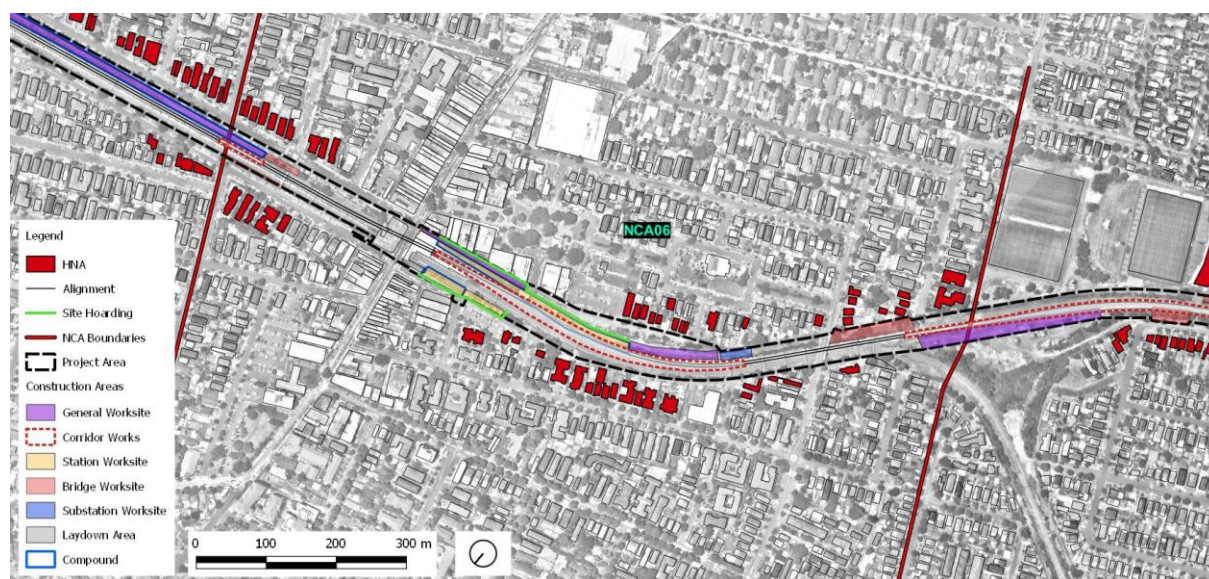 NCA06
Legend
HNA
Alignment
Site Hoarding
NCA Boundaries
Project Area
Construction Areas
General Worksite
Corridor Works
Station Worksite
Bridge Worksite
Substation Worksite
Laydown Area
Compound
0 100 200 300 m